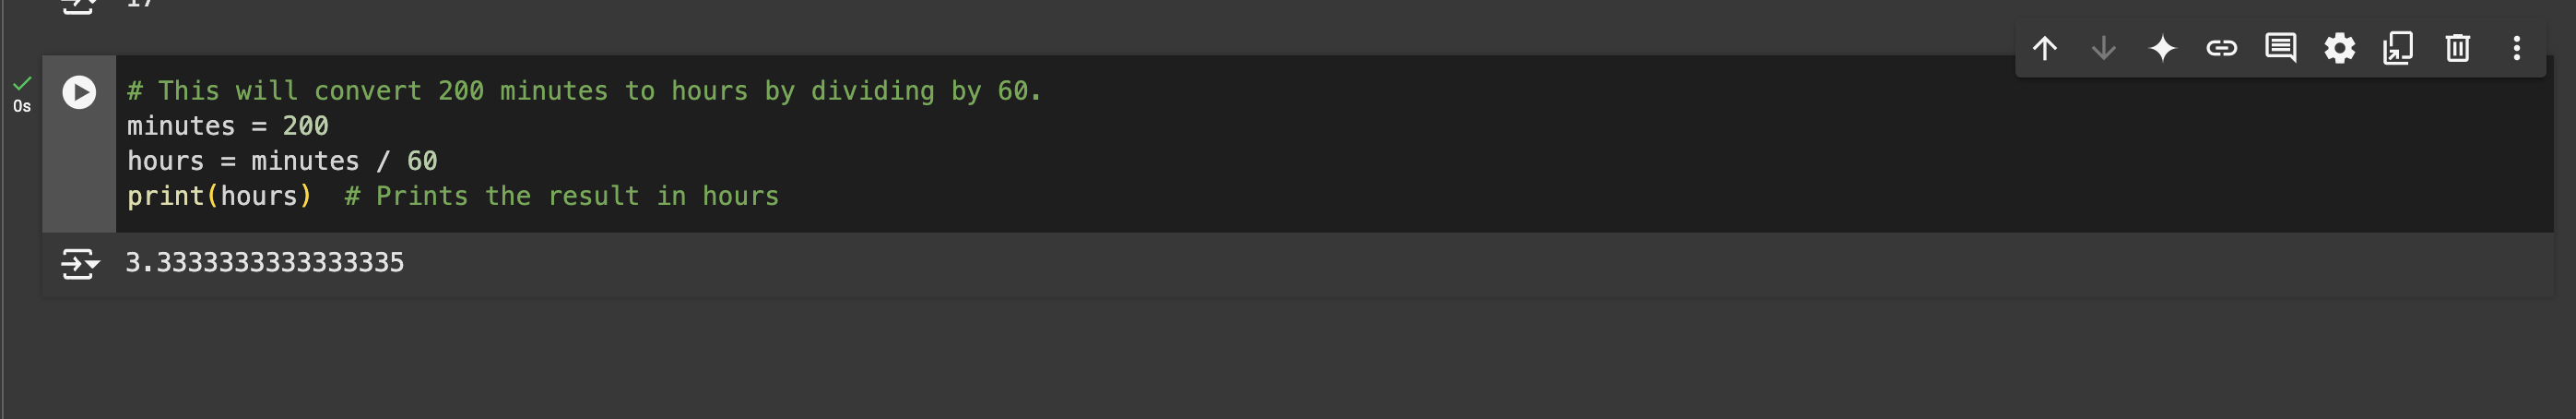 0s
# This will convert 200 minutes to hours by dividing by 60.
minutes = 200
hours = minutes / 60
print(hours)  # Prints the result in hours
3.3333333333333335